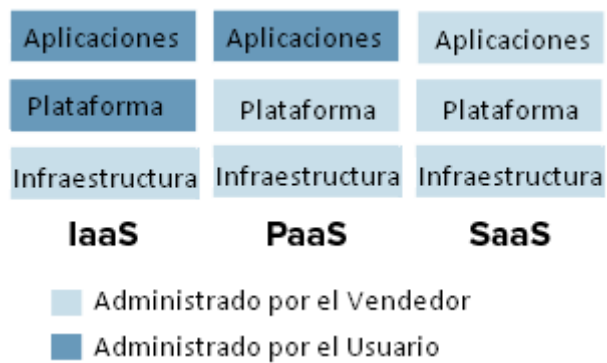 Aplicaciones Aplicaciones Aplicaciones
Plataforma Plataforma Plataforma
Infraestructura Infraestructura Infraestructura
IaaS PaaS SaaS
Administrado por el Vendedor
Administrado por el Usuario